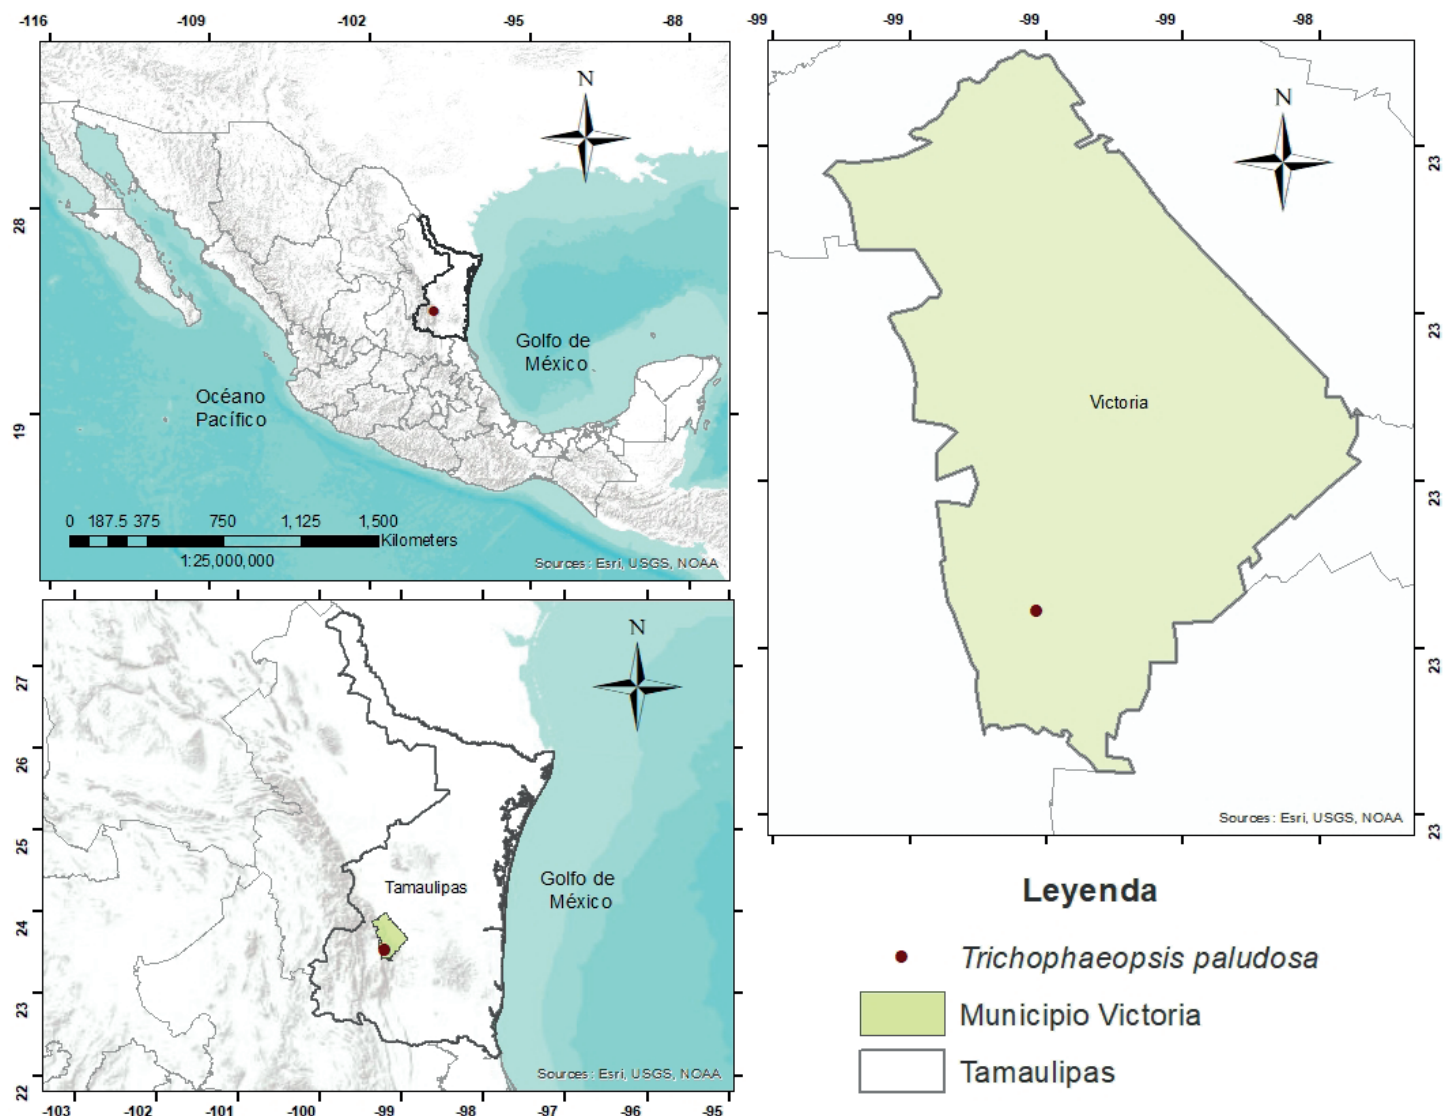 -116 -109 -102 -95 -88
N
28
19
Golfo de
México
Océano
Pacífico
0 187.5 375 750 1,125 1,500
Kilometers
1:25,000,000
Sources: Esri, USGS, NOAA
-99 -99 -99 -99 -98
N
23
23
23
23
23
Victoria
Sources: Esri, USGS, NOAA
N
27
26
25
24
23
22
Tamaulipas
Golfo de
México
Sources: Esri, USGS, NOAA
-103 -102 -101 -100 -99 -98 -97 -96 -95
Leyenda
Trichophaeopsis paludosa
Municipio Victoria
Tamaulipas